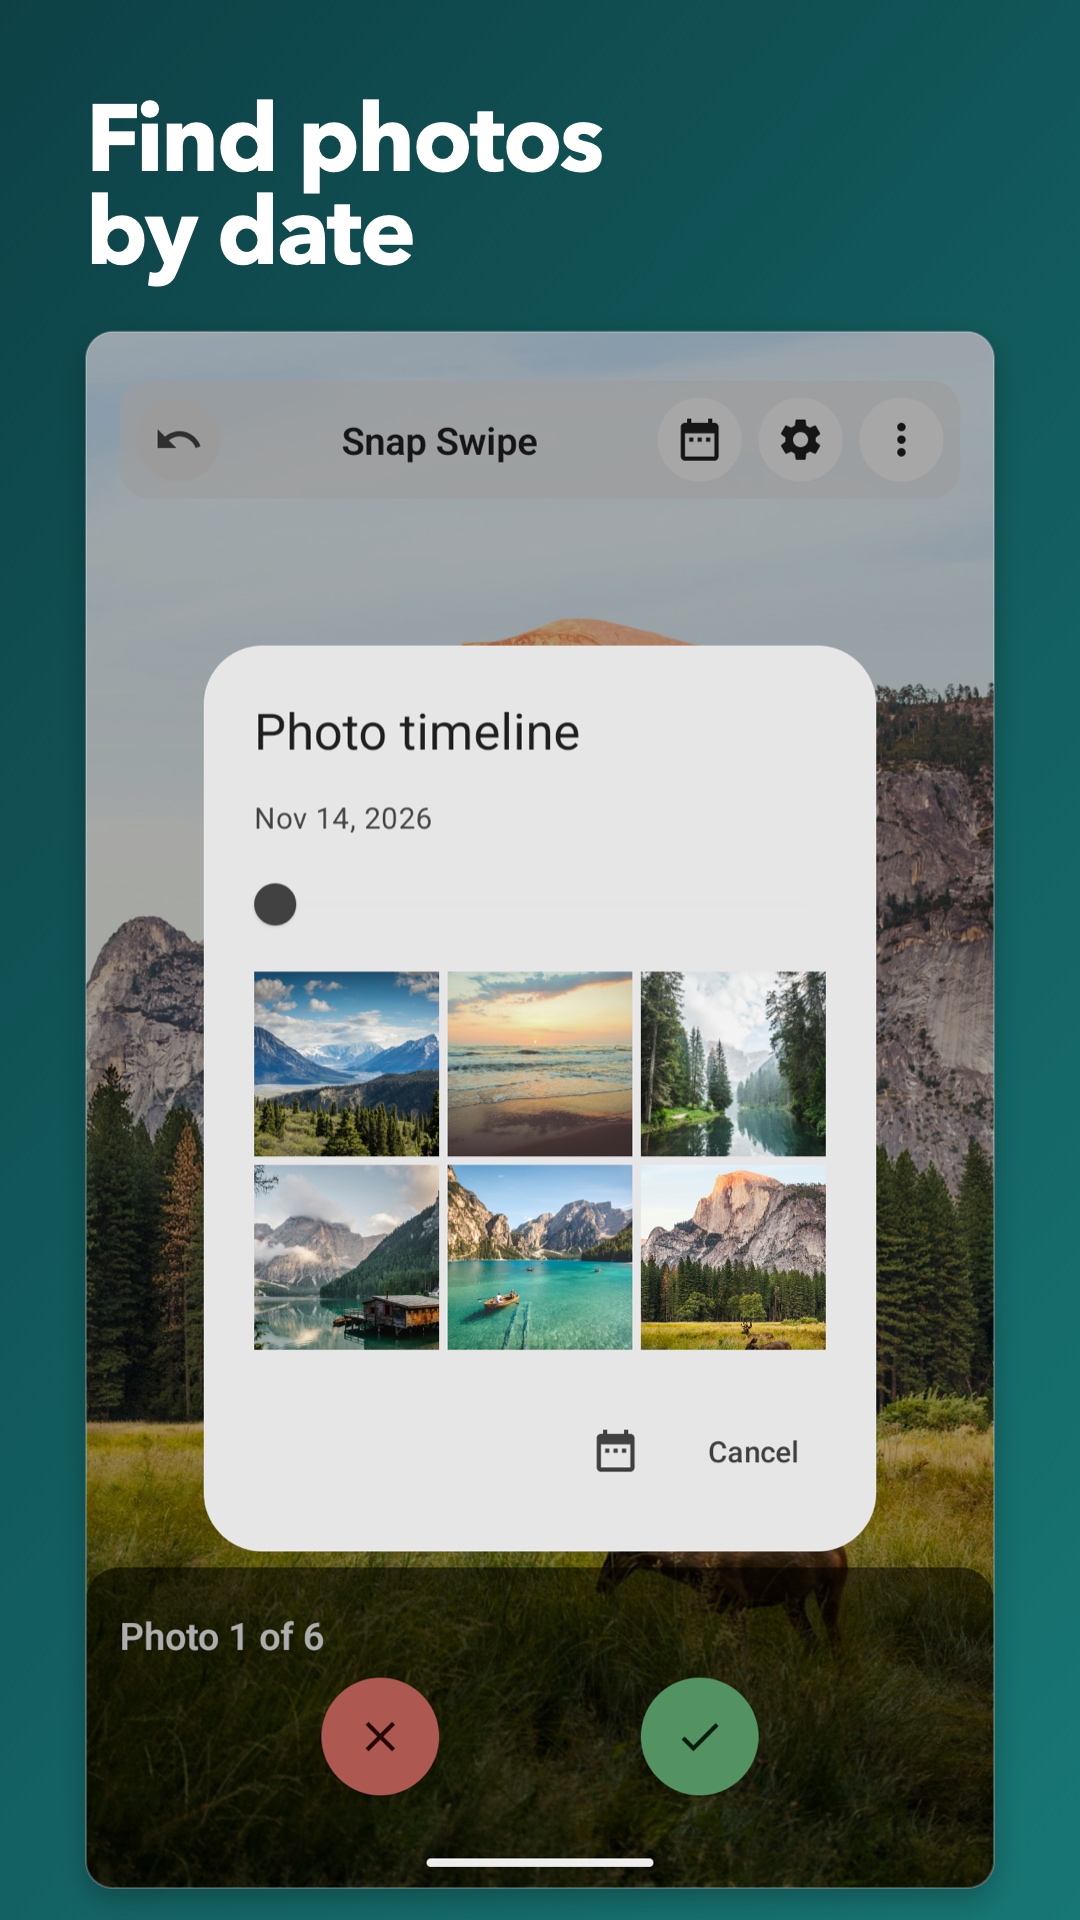 Find photos
by date
Snap Swipe
Photo timeline
Nov 14, 2026
Cancel
Photo 1 of 6